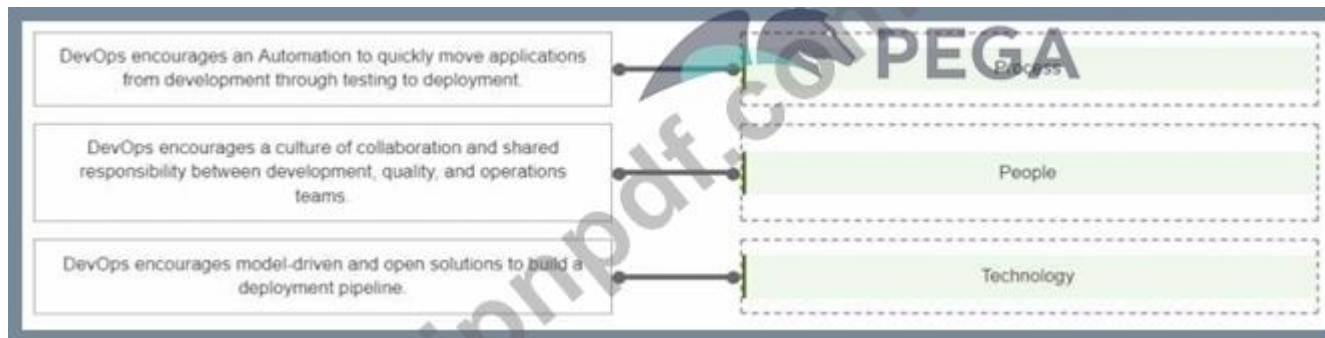 DevOps encourages an Automation to quickly move applications
from development through testing to deployment.
PEGA
Process
DevOps encourages a culture of collaboration and shared
responsibility between development, quality, and operations
teams.
People
DevOps encourages model-driven and open solutions to build a
deployment pipeline.
Technology
ipnpdf.com